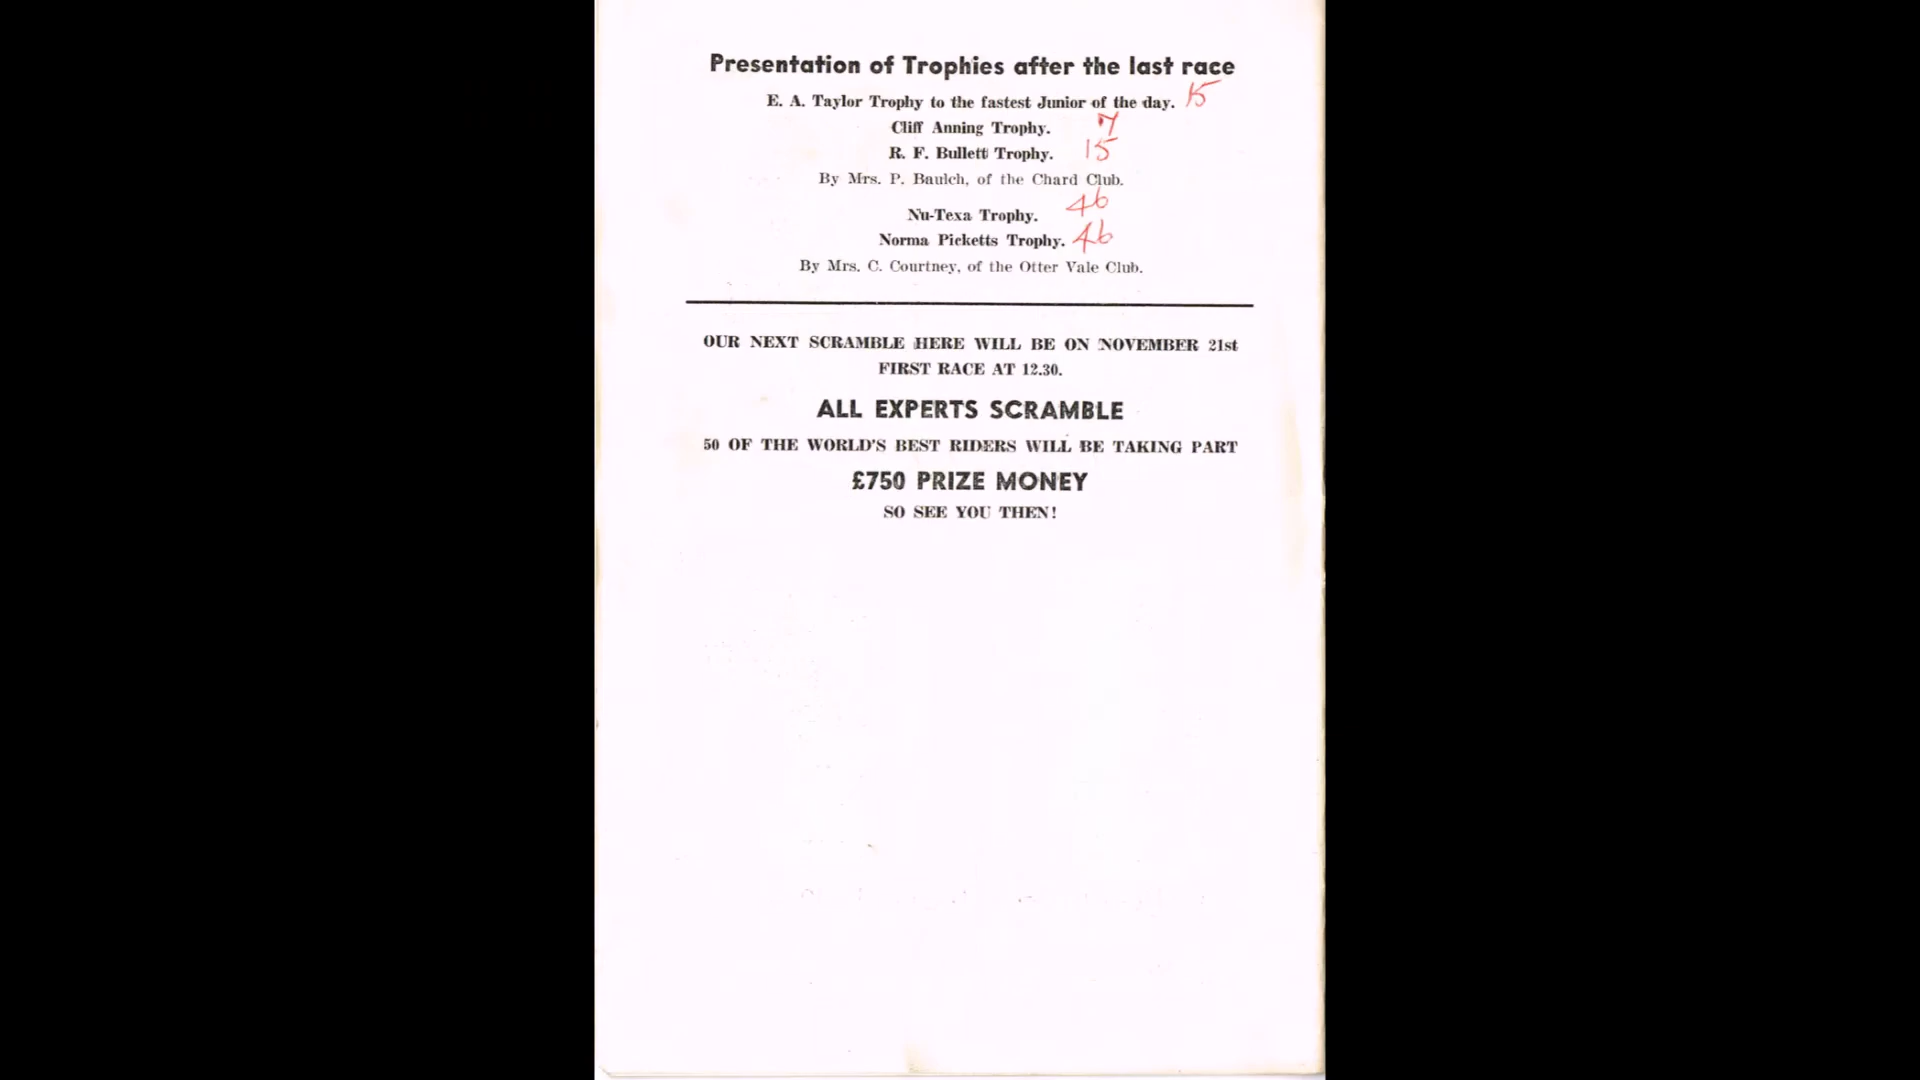 Presentation of Trophies after the last race
E. A. Taylor Trophy to the fastest Junior of the day. 15
Cliff Anning Trophy. 7
R. F. Bullett Trophy. 15
By Mrs. P. Baulch, of the Chard Club.
Nu-Texa Trophy. 46
Norma Picketts Trophy. 46
By Mrs. C. Courtney, of the Otter Vale Club.
OUR NEXT SCRAMBLE HERE WILL BE ON NOVEMBER 21st
FIRST RACE AT 12.30.
ALL EXPERTS SCRAMBLE
50 OF THE WORLD'S BEST RIDERS WILL BE TAKING PART
£750 PRIZE MONEY
SO SEE YOU THEN!